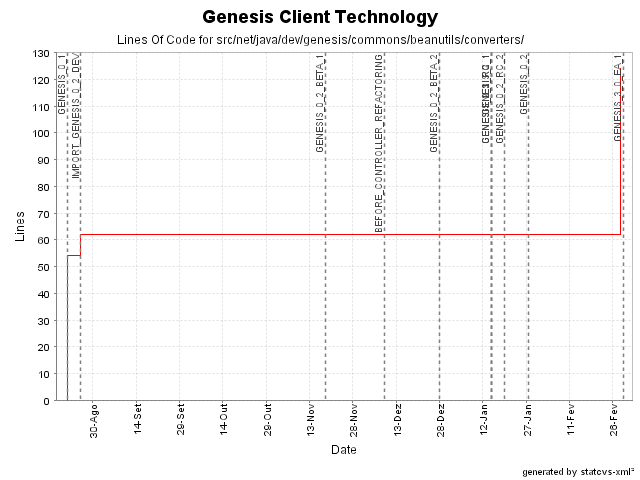 Genesis Client Technology
Lines Of Code for src/net/java/dev/genesis/commons/beanutils/converters/
Lines
130
120
110
100
90
80
70
60
50
40
30
20
10
0
GENESIS_0_1
IMPORT_GENESIS_0_2_DEV
GENESIS_0_2_BETA_1
BEFORE_CONTROLLER_REFACTORING
GENESIS_0_2_BETA_2
GENESIS_0_2_RC_2
GENESIS_0_2
GENESIS_3_0_EA_1
30-Ago
14-Set
29-Set
14-Out
29-Out
13-Nov
28-Nov
13-Dez
28-Dez
12-Jan
27-Jan
11-Fev
26-Fev
Date
generated by statcvs-xml²